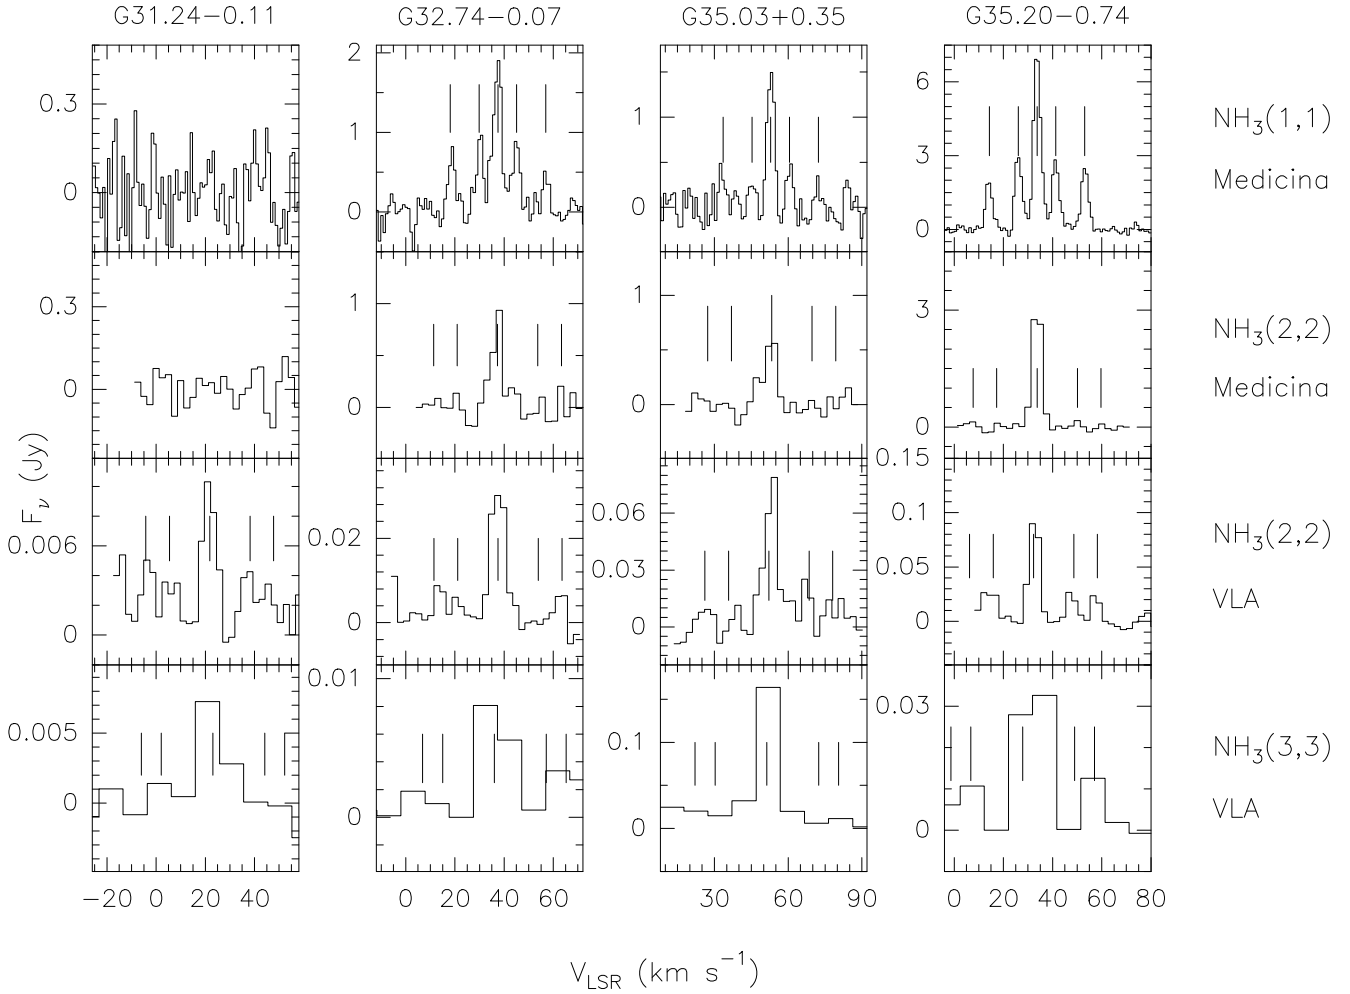 G31.24−0.11 G32.74−0.07 G35.03+0.35 G35.20−0.74
0.3 2 1 6 NH₃(1,1)
1 3 Medicina
0 0 0 0
0.3 1 1 3 NH₃(2,2)
0 0 0 0 Medicina
F_ν (Jy)
0.006 0.02 0.06 0.15 NH₃(2,2)
0.03 0.1
0.05 VLA
0 0 0 0
0.005 0.01 0.1 0.03 NH₃(3,3)
0 0 0 0 VLA
−20 0 20 40 0 20 40 60 30 60 90 0 20 40 60 80
V_LSR (km s⁻¹)